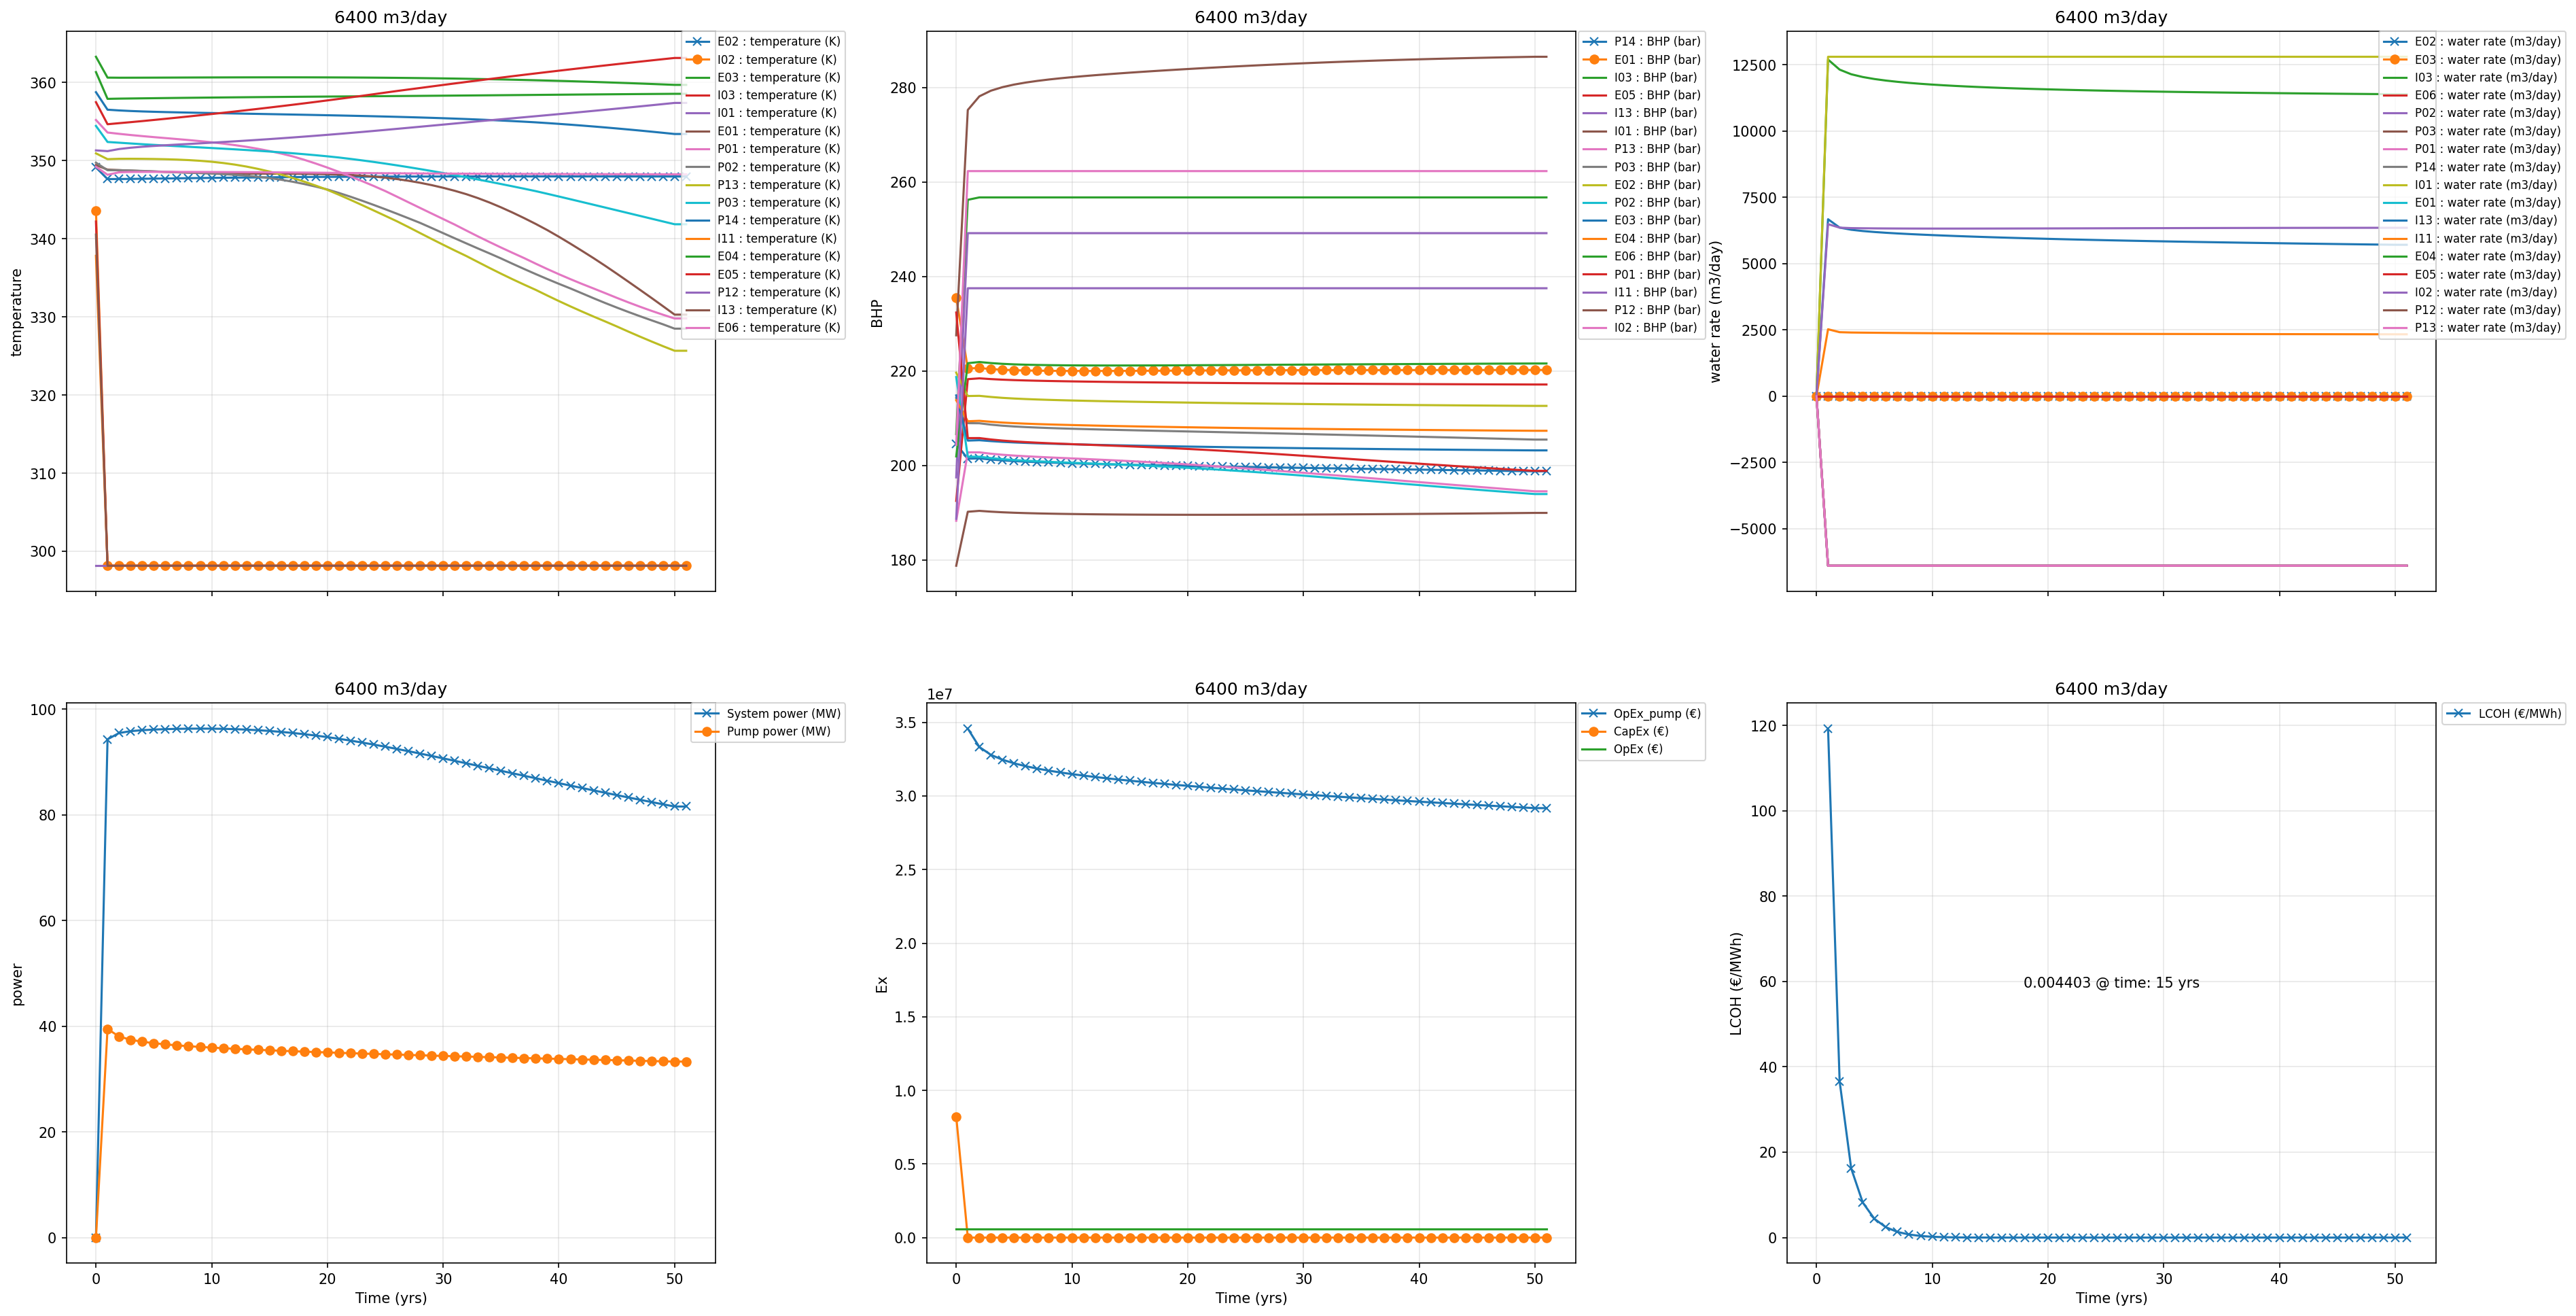 6400 m3/day
temperature
360
350
340
330
320
310
300
E02 : temperature (K)
I02 : temperature (K)
E03 : temperature (K)
I03 : temperature (K)
I01 : temperature (K)
E01 : temperature (K)
P01 : temperature (K)
P02 : temperature (K)
P13 : temperature (K)
P03 : temperature (K)
P14 : temperature (K)
I11 : temperature (K)
E04 : temperature (K)
E05 : temperature (K)
P12 : temperature (K)
I13 : temperature (K)
E06 : temperature (K)
6400 m3/day
BHP
280
260
240
220
200
180
P14 : BHP (bar)
E01 : BHP (bar)
I03 : BHP (bar)
E05 : BHP (bar)
I13 : BHP (bar)
I01 : BHP (bar)
P13 : BHP (bar)
P03 : BHP (bar)
E02 : BHP (bar)
P02 : BHP (bar)
E03 : BHP (bar)
E04 : BHP (bar)
E06 : BHP (bar)
P01 : BHP (bar)
I11 : BHP (bar)
P12 : BHP (bar)
I02 : BHP (bar)
6400 m3/day
water rate (m3/day)
12500
10000
7500
5000
2500
0
−2500
−5000
E02 : water rate (m3/day)
E03 : water rate (m3/day)
I03 : water rate (m3/day)
E06 : water rate (m3/day)
P02 : water rate (m3/day)
P03 : water rate (m3/day)
P01 : water rate (m3/day)
P14 : water rate (m3/day)
I01 : water rate (m3/day)
E01 : water rate (m3/day)
I13 : water rate (m3/day)
I11 : water rate (m3/day)
E04 : water rate (m3/day)
E05 : water rate (m3/day)
I02 : water rate (m3/day)
P12 : water rate (m3/day)
P13 : water rate (m3/day)
6400 m3/day
power
100
80
60
40
20
0
System power (MW)
Pump power (MW)
0 10 20 30 40 50
Time (yrs)
6400 m3/day
1e7
Ex
3.5
3.0
2.5
2.0
1.5
1.0
0.5
0.0
OpEx_pump (€)
CapEx (€)
OpEx (€)
0 10 20 30 40 50
Time (yrs)
6400 m3/day
LCOH (€/MWh)
120
100
80
60
40
20
0
LCOH (€/MWh)
0.004403 @ time: 15 yrs
0 10 20 30 40 50
Time (yrs)